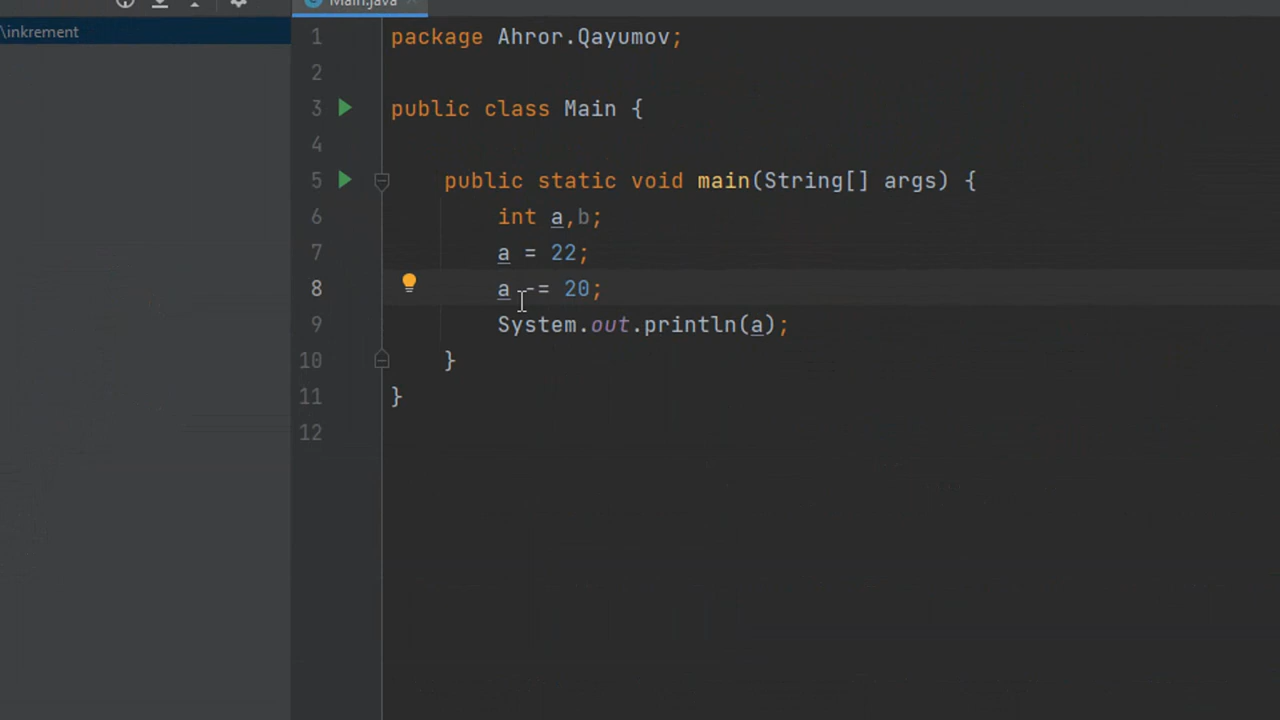 Main.java
\inkrement
1 package Ahror.Qayumov;
2
3 public class Main {
4
5 public static void main(String[] args) {
6 int a,b;
7 a = 22;
8 a -= 20;
9 System.out.println(a);
10 }
11 }
12